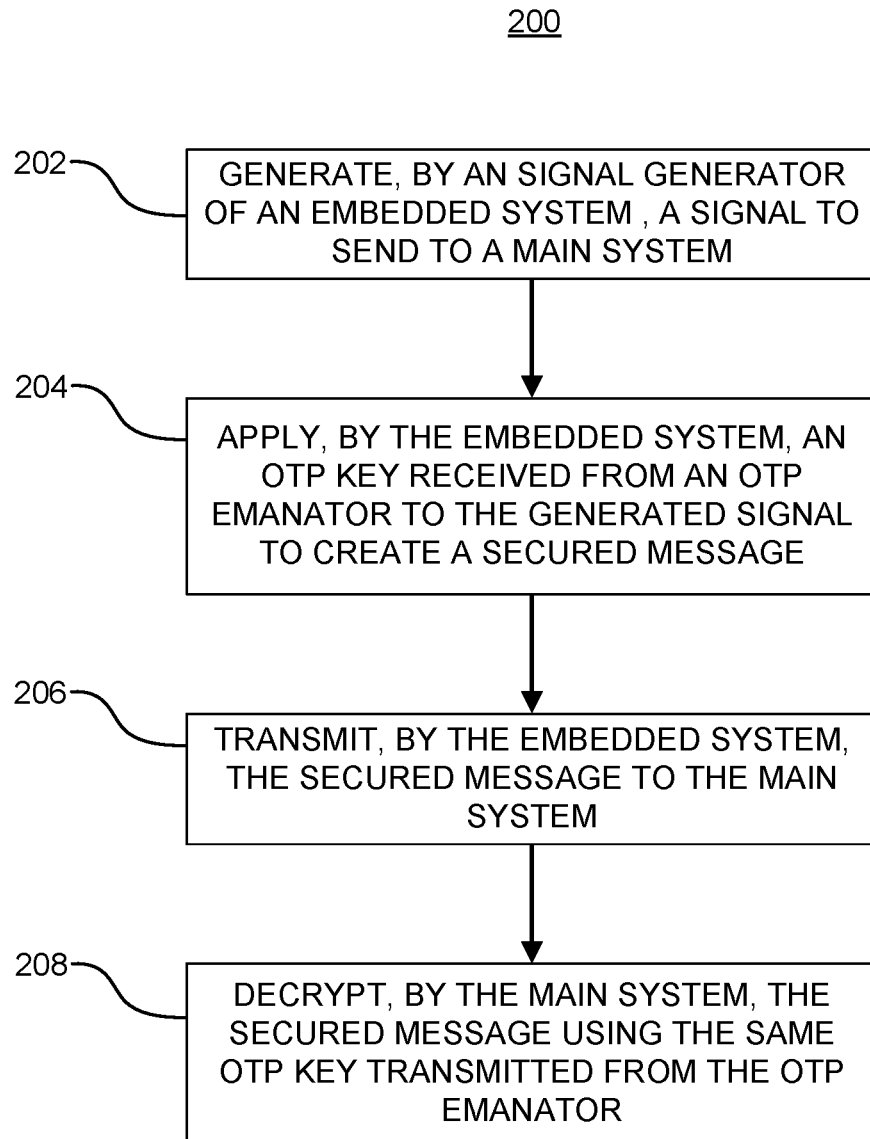 200
202
GENERATE, BY AN SIGNAL GENERATOR
OF AN EMBEDDED SYSTEM , A SIGNAL TO
SEND TO A MAIN SYSTEM
204
APPLY, BY THE EMBEDDED SYSTEM, AN
OTP KEY RECEIVED FROM AN OTP
EMANATOR TO THE GENERATED SIGNAL
TO CREATE A SECURED MESSAGE
206
TRANSMIT, BY THE EMBEDDED SYSTEM,
THE SECURED MESSAGE TO THE MAIN
SYSTEM
208
DECRYPT, BY THE MAIN SYSTEM, THE
SECURED MESSAGE USING THE SAME
OTP KEY TRANSMITTED FROM THE OTP
EMANATOR